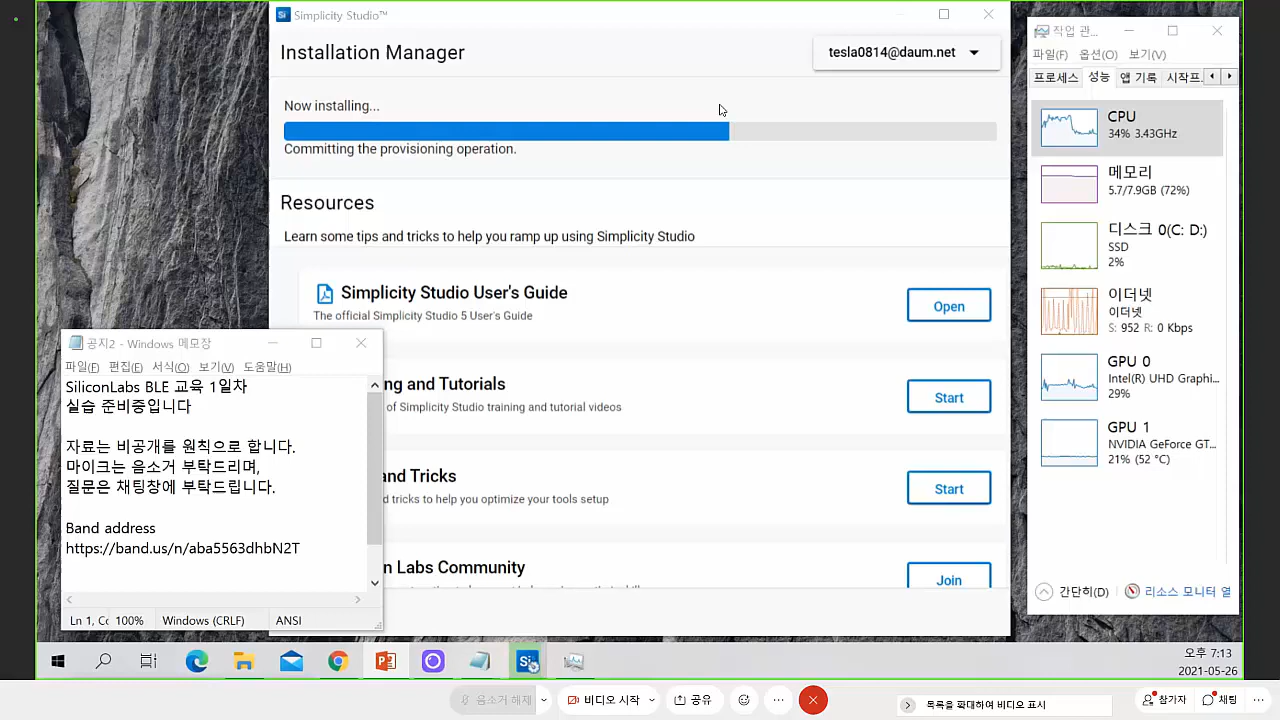 Simplicity Studio™
Installation Manager
tesla0814@daum.net
Now installing...
Committing the provisioning operation.
Resources
Learn some tips and tricks to help you ramp up using Simplicity Studio
Simplicity Studio User's Guide
The official Simplicity Studio 5 User's Guide
Open
ng and Tutorials
of Simplicity Studio training and tutorial videos
Start
and Tricks
d tricks to help you optimize your tools setup
Start
n Labs Community
Join
공지2 - Windows 메모장
파일(F) 편집(E) 서식(O) 보기(V) 도움말(H)
SiliconLabs BLE 교육 1일차
실습 준비중입니다
자료는 비공개를 원칙으로 합니다.
마이크는 음소거 부탁드리며,
질문은 채팅창에 부탁드립니다.
Band address
https://band.us/n/aba5563dhbN2T
Ln 1, Cc 100% Windows (CRLF) ANSI
작업 관...
파일(F) 옵션(O) 보기(V)
프로세스 성능 앱 기록 시작프
CPU
34% 3.43GHz
메모리
5.7/7.9GB (72%)
디스크 0(C: D:)
SSD
2%
이더넷
이더넷
S: 952 R: 0 Kbps
GPU 0
Intel(R) UHD Graphi...
29%
GPU 1
NVIDIA GeForce GT...
21% (52 °C)
간단히(D) 리소스 모니터 열
오후 7:13
2021-05-26
음소거 해제 비디오 시작 공유 목록을 확대하여 비디오 표시 참가자 채팅